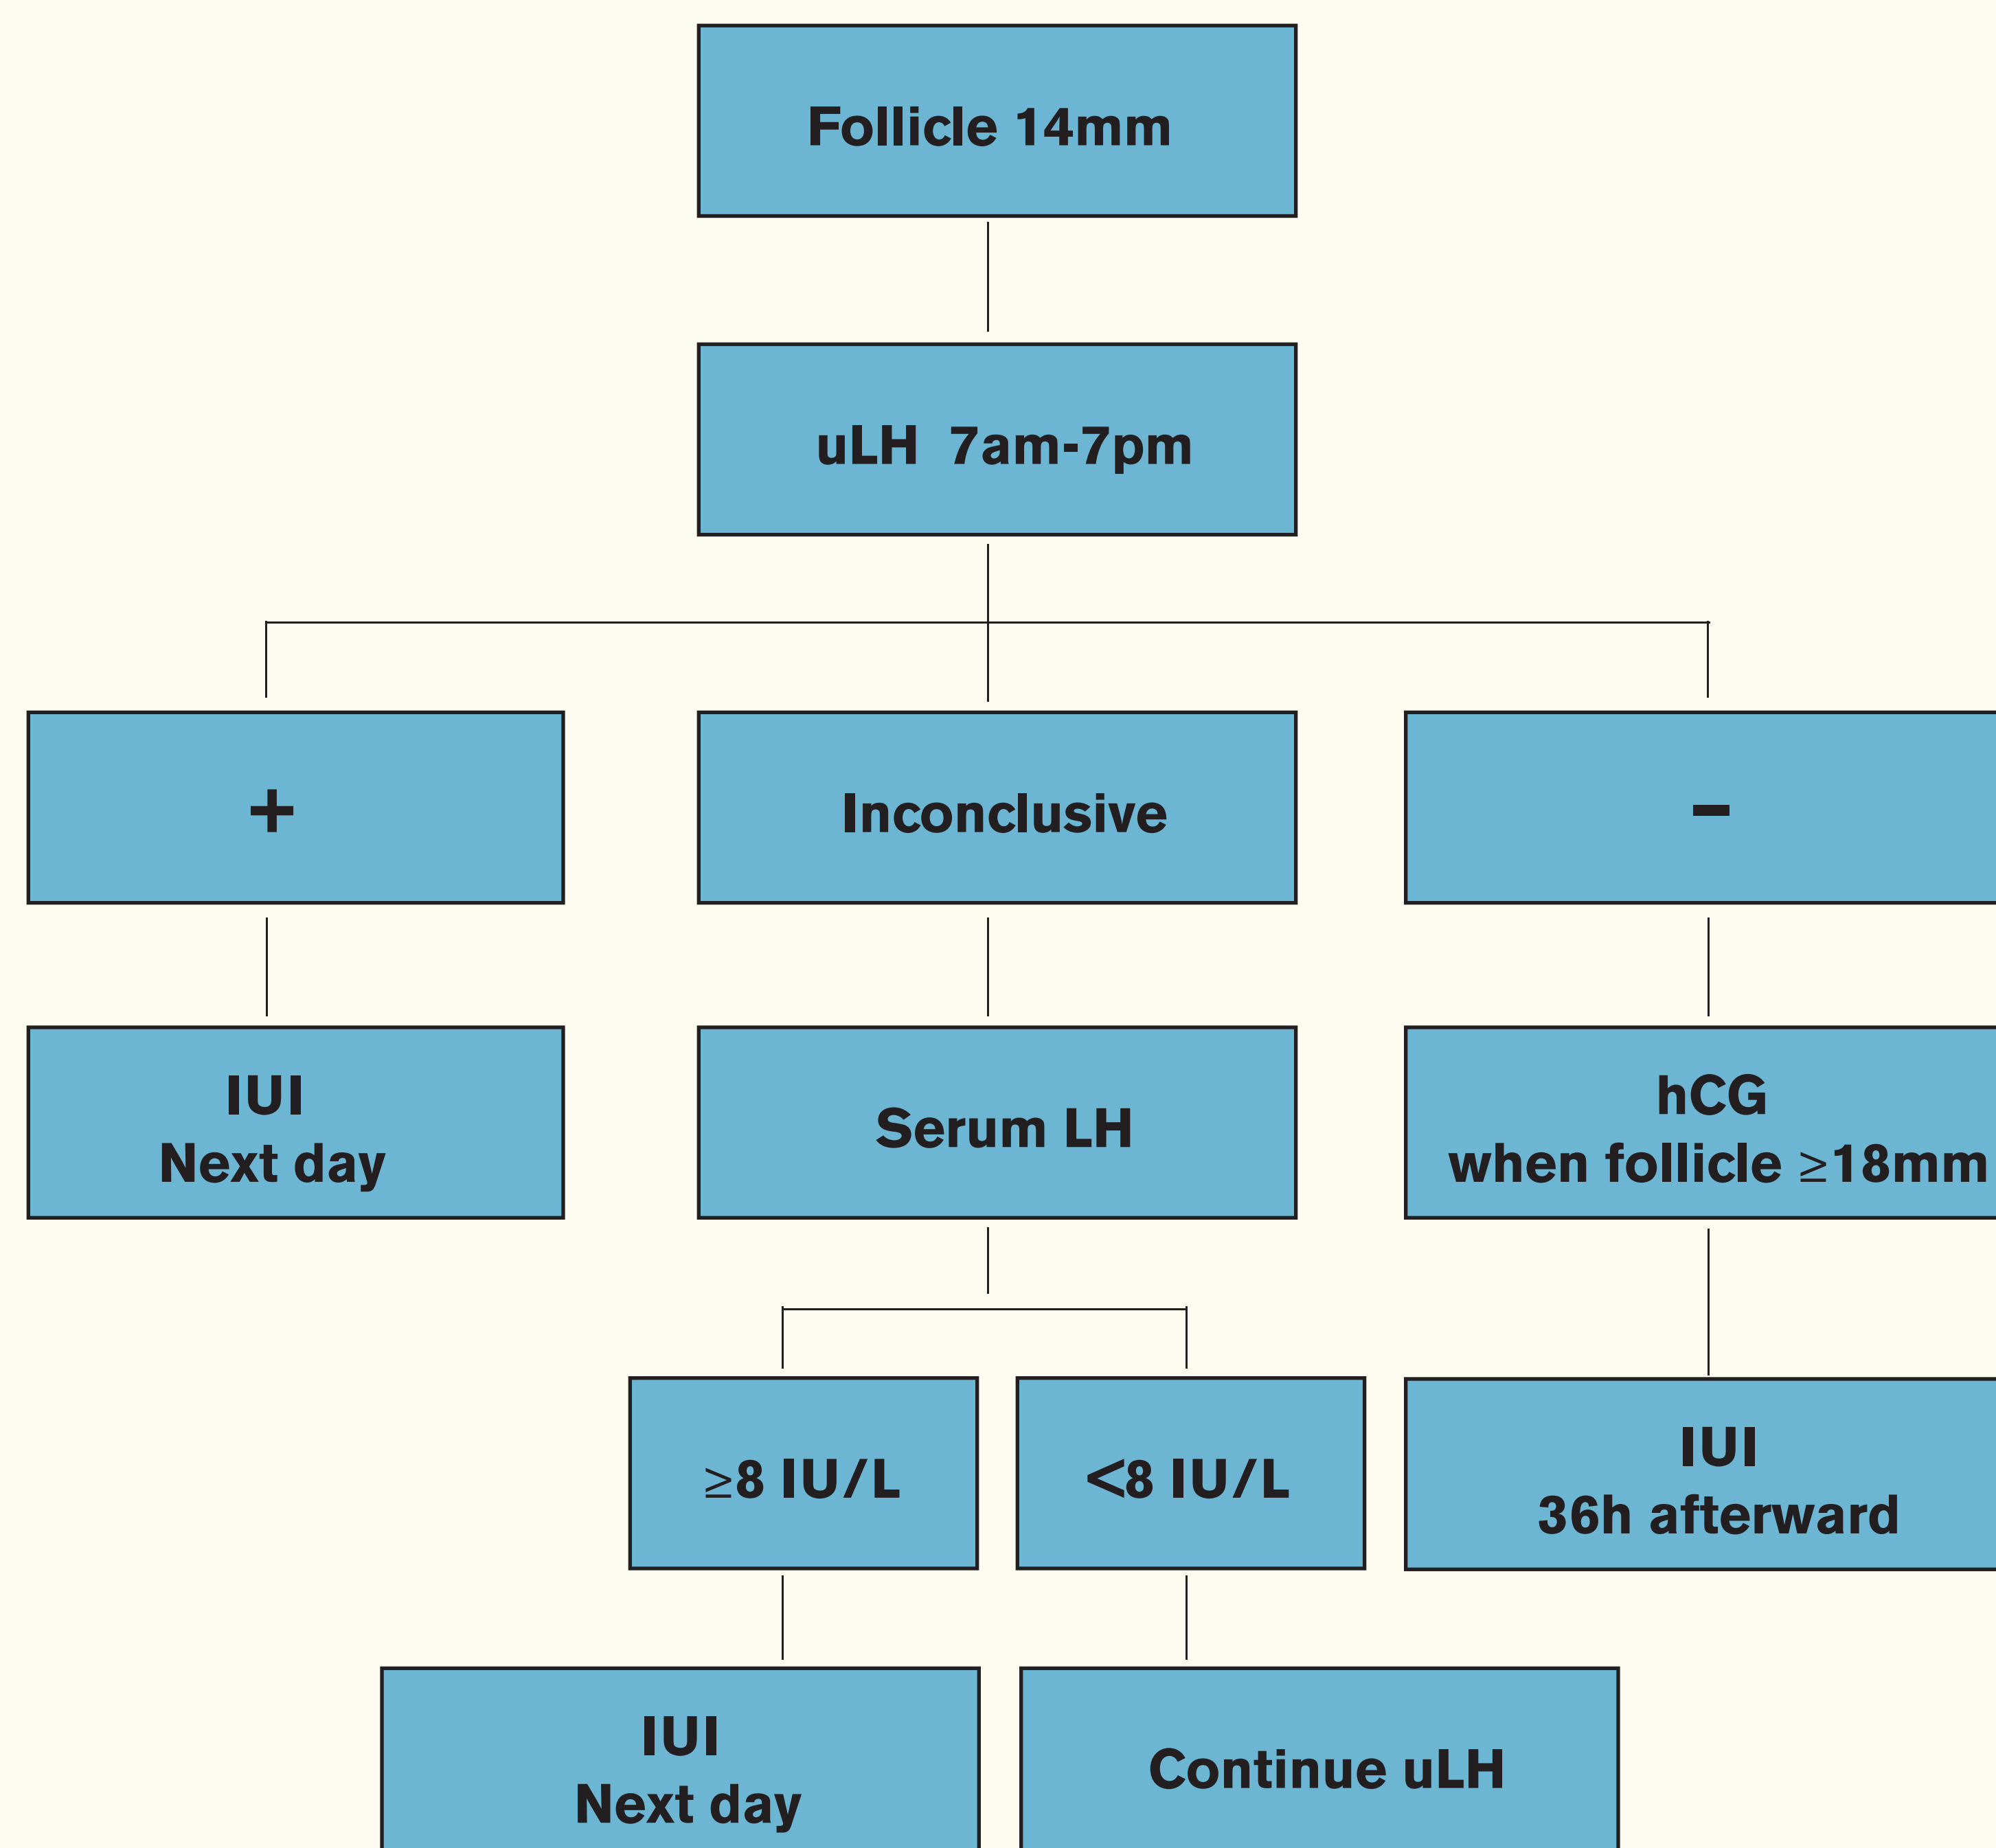 Follicle 14mm
uLH 7am-7pm
+
Inconclusive
-
IUI
Next day
Serum LH
hCG
when follicle ≥18mm
≥8 IU/L
<8 IU/L
IUI
36h afterward
IUI
Next day
Continue uLH